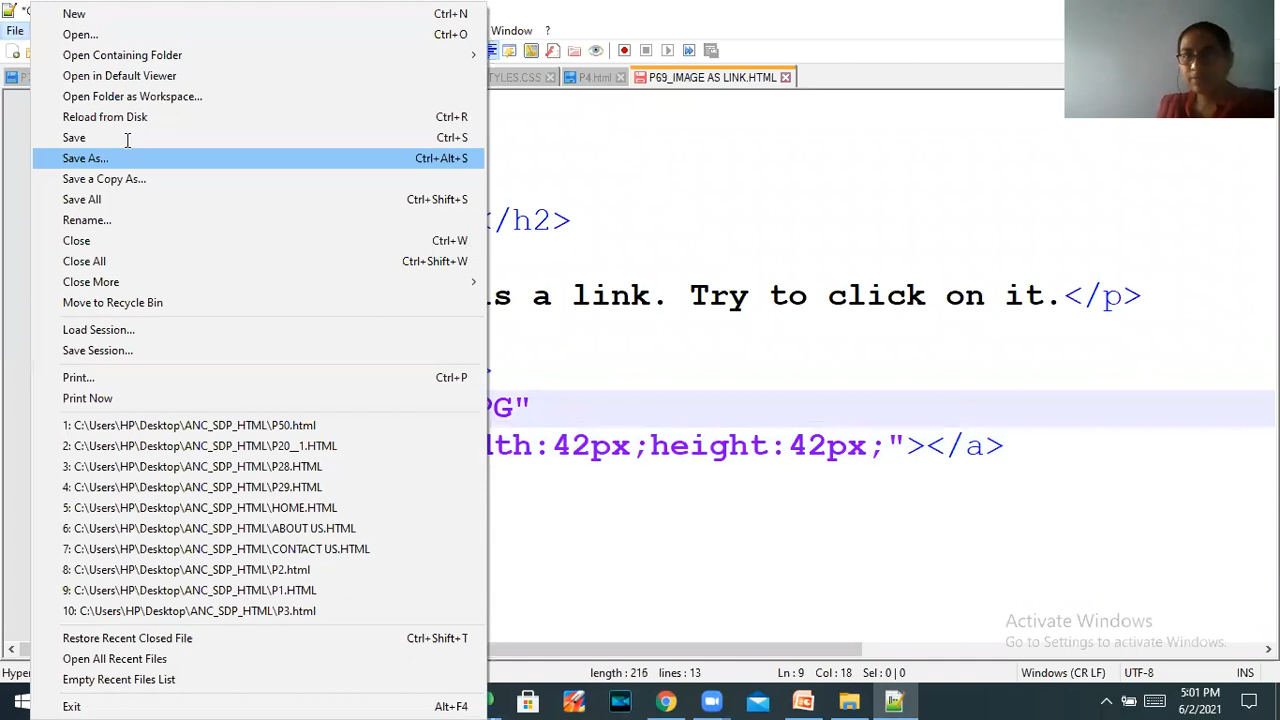 File
Window
?
New Ctrl+N
Open... Ctrl+O
Open Containing Folder
Open in Default Viewer
Open Folder as Workspace...
Reload from Disk Ctrl+R
Save Ctrl+S
Save As... Ctrl+Alt+S
Save a Copy As...
Save All Ctrl+Shift+S
Rename...
Close Ctrl+W
Close All Ctrl+Shift+W
Close More
Move to Recycle Bin
Load Session...
Save Session...
Print... Ctrl+P
Print Now
1: C:\Users\HP\Desktop\ANC_SDP_HTML\P50.html
2: C:\Users\HP\Desktop\ANC_SDP_HTML\P20__1.HTML
3: C:\Users\HP\Desktop\ANC_SDP_HTML\P28.HTML
4: C:\Users\HP\Desktop\ANC_SDP_HTML\P29.HTML
5: C:\Users\HP\Desktop\ANC_SDP_HTML\HOME.HTML
6: C:\Users\HP\Desktop\ANC_SDP_HTML\ABOUT US.HTML
7: C:\Users\HP\Desktop\ANC_SDP_HTML\CONTACT US.HTML
8: C:\Users\HP\Desktop\ANC_SDP_HTML\P2.html
9: C:\Users\HP\Desktop\ANC_SDP_HTML\P1.HTML
10: C:\Users\HP\Desktop\ANC_SDP_HTML\P3.html
Restore Recent Closed File Ctrl+Shift+T
Open All Recent Files
Empty Recent Files List
Exit Alt+F4
TYLES.CSS P4.html P69_IMAGE AS LINK.HTML
</h2>
s a link. Try to click on it.</p>
>
PG"
dth:42px;height:42px;"></a>
Activate Windows
Go to Settings to activate Windows.
length : 216 lines : 13 Ln : 9 Col : 18 Sel : 0 | 0 Windows (CR LF) UTF-8 INS
5:01 PM
6/2/2021